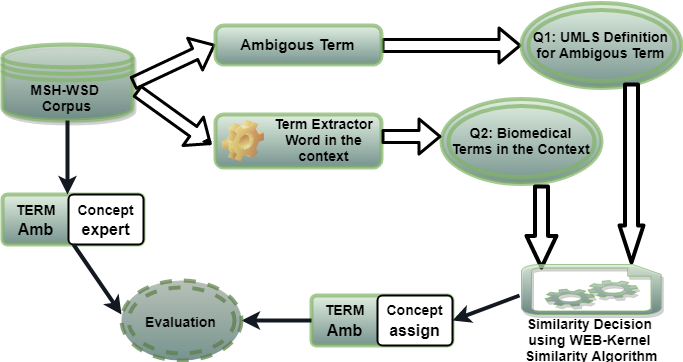 Ambigous Term
Q1: UMLS Definition
for Ambigous Term
MSH-WSD
Corpus
Term Extractor
Word in the
context
Q2: Biomedical
Terms in the Context
TERM
Amb
Concept
expert
Evaluation
TERM
Amb
Concept
assign
Similarity Decision
using WEB-Kernel
Similarity Algorithm